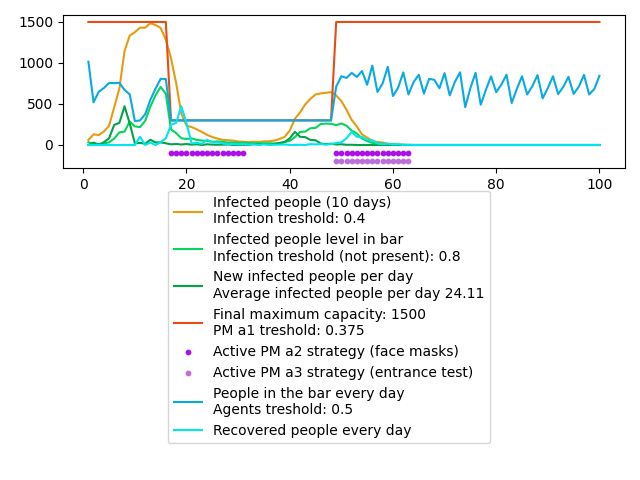 1500
1000
500
0
0 20 40 60 80 100
Infected people (10 days)
Infection treshold: 0.4
Infected people level in bar
Infection treshold (not present): 0.8
New infected people per day
Average infected people per day 24.11
Final maximum capacity: 1500
PM a1 treshold: 0.375
Active PM a2 strategy (face masks)
Active PM a3 strategy (entrance test)
People in the bar every day
Agents treshold: 0.5
Recovered people every day